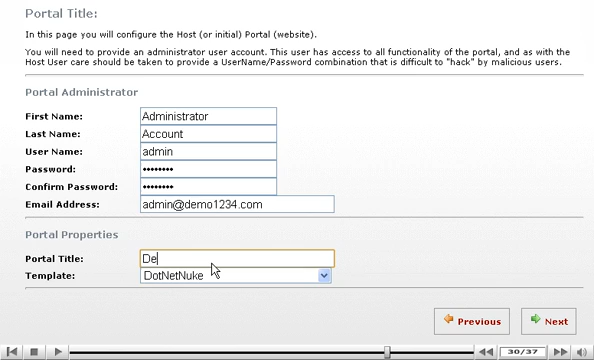 Portal Title:
In this page you will configure the Host (or initial) Portal (website).
You will need to provide an administrator user account. This user has access to all functionality of the portal, and as with the
Host User care should be taken to provide a UserName/Password combination that is difficult to "hack" by malicious users.
Portal Administrator
First Name: Administrator
Last Name: Account
User Name: admin
Password: ••••••••
Confirm Password: ••••••••
Email Address: admin@demo1234.com
Portal Properties
Portal Title: De
Template: DotNetNuke
Previous Next
30/37